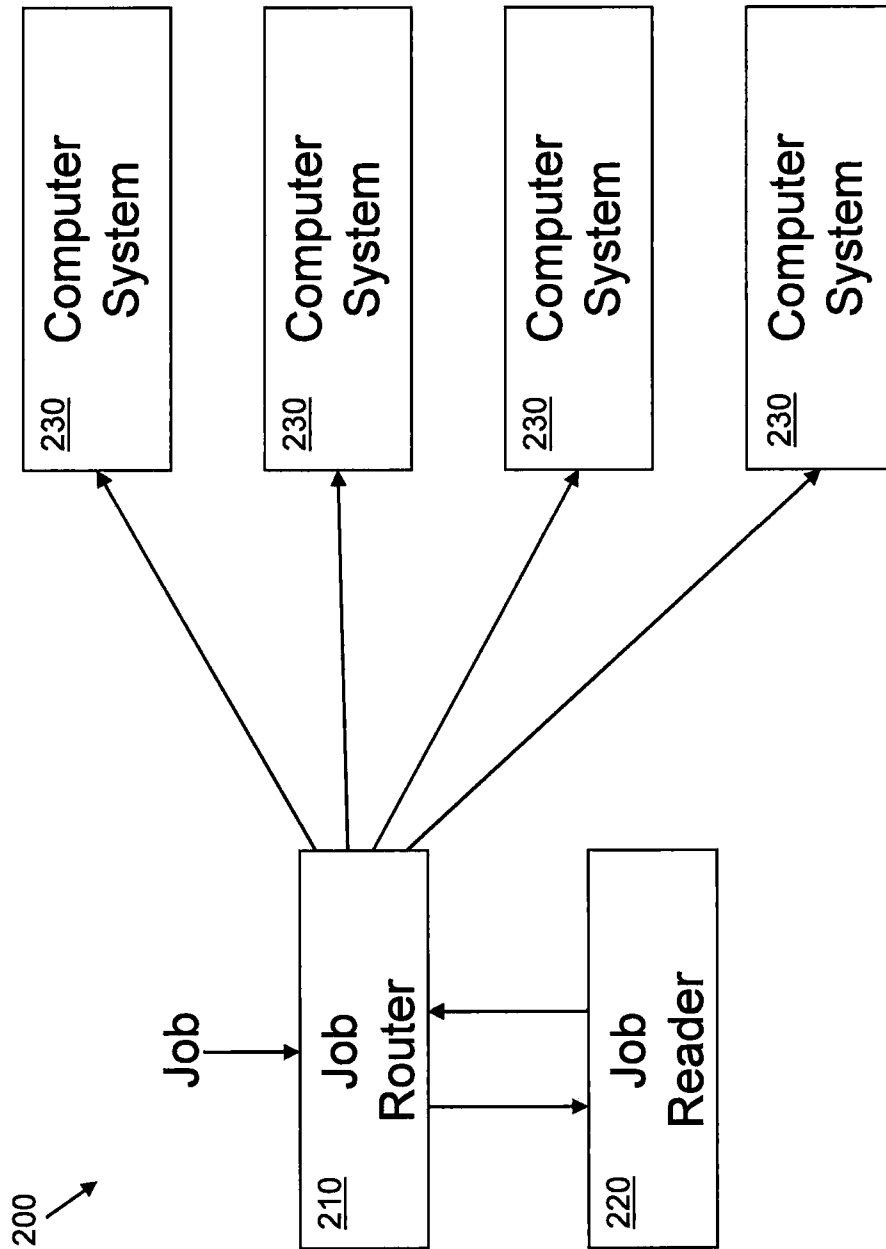 200
Job
210
Job
Router
220
Job
Reader
230
Computer
System
230
Computer
System
230
Computer
System
230
Computer
System